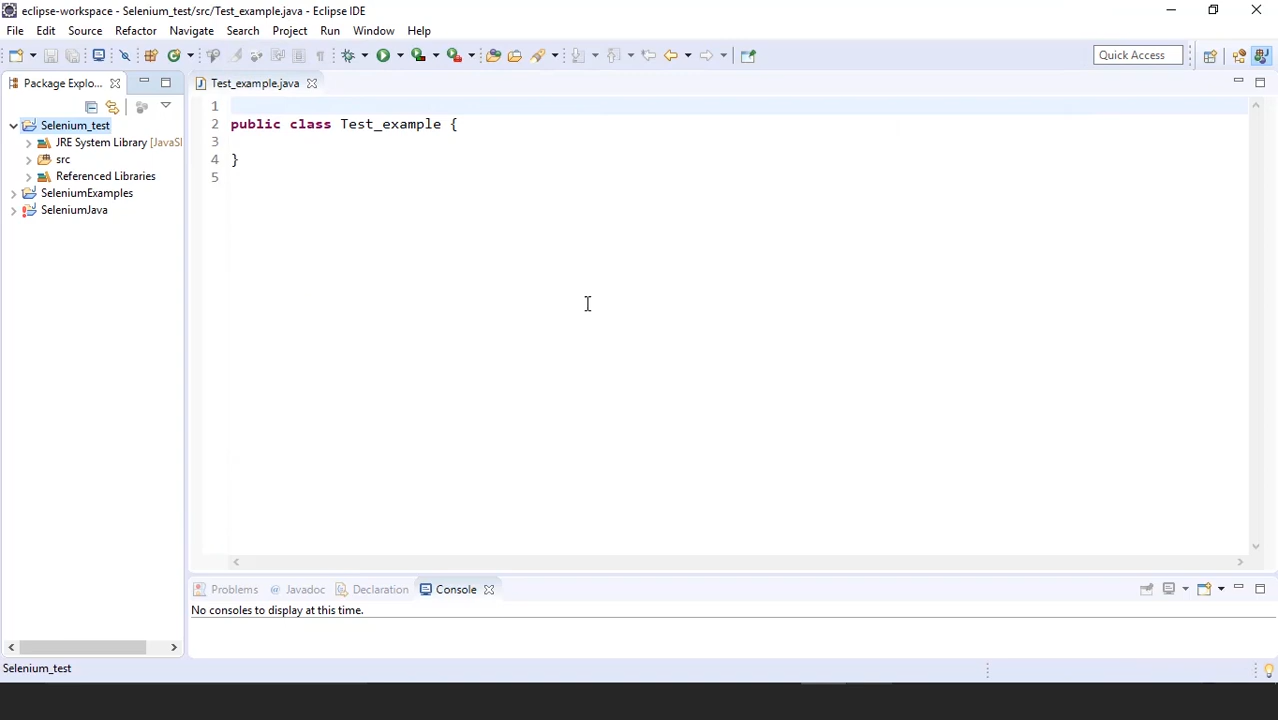 eclipse-workspace - Selenium_test/src/Test_example.java - Eclipse IDE
File Edit Source Refactor Navigate Search Project Run Window Help
Quick Access
Package Explo...
Test_example.java
Selenium_test
JRE System Library [JavaSE
src
Referenced Libraries
SeleniumExamples
SeleniumJava
1
2 public class Test_example {
3
4 }
5
Problems @ Javadoc Declaration Console
No consoles to display at this time.
Selenium_test